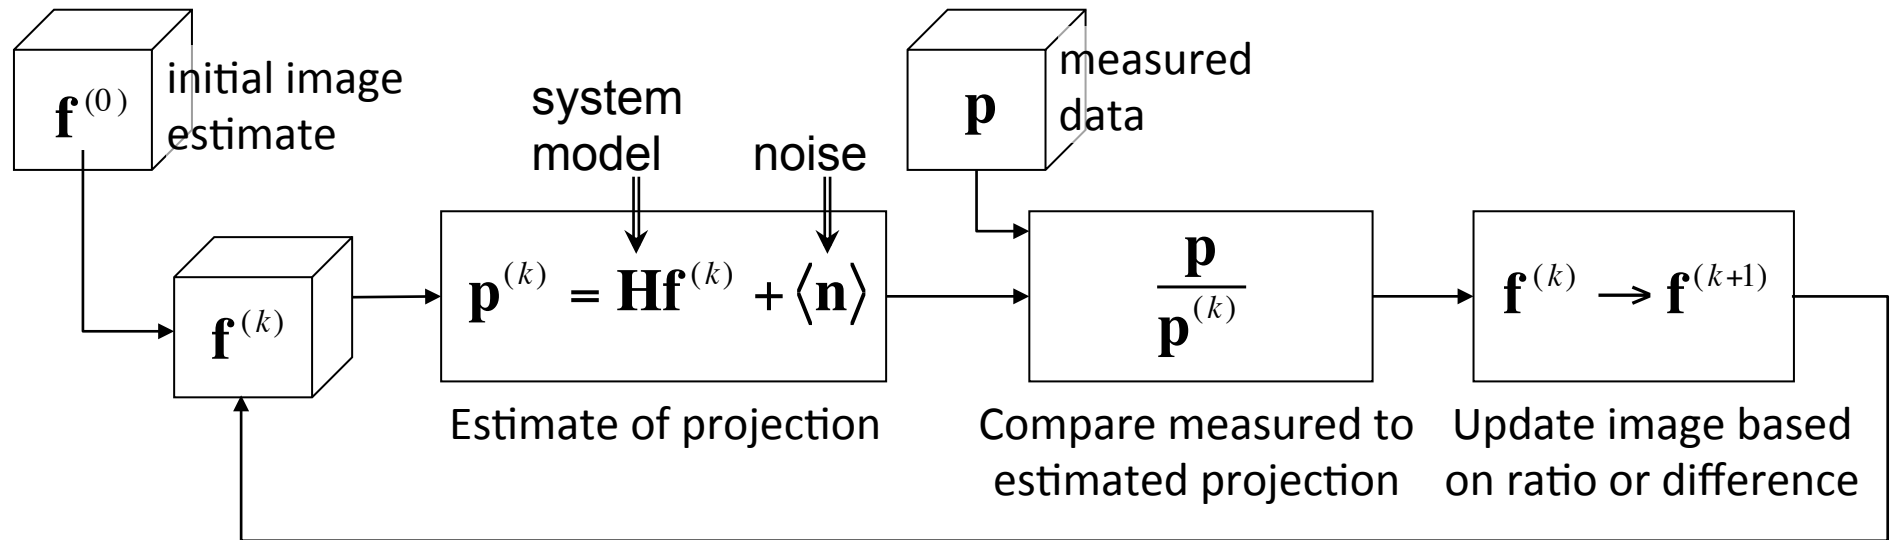 f^(0)
initial image
estimate
system
model
noise
p
measured
data
f^(k)
p^(k) = Hf^(k) + ⟨n⟩
p
p^(k)
f^(k) → f^(k+1)
Estimate of projection
Compare measured to
estimated projection
Update image based
on ratio or difference